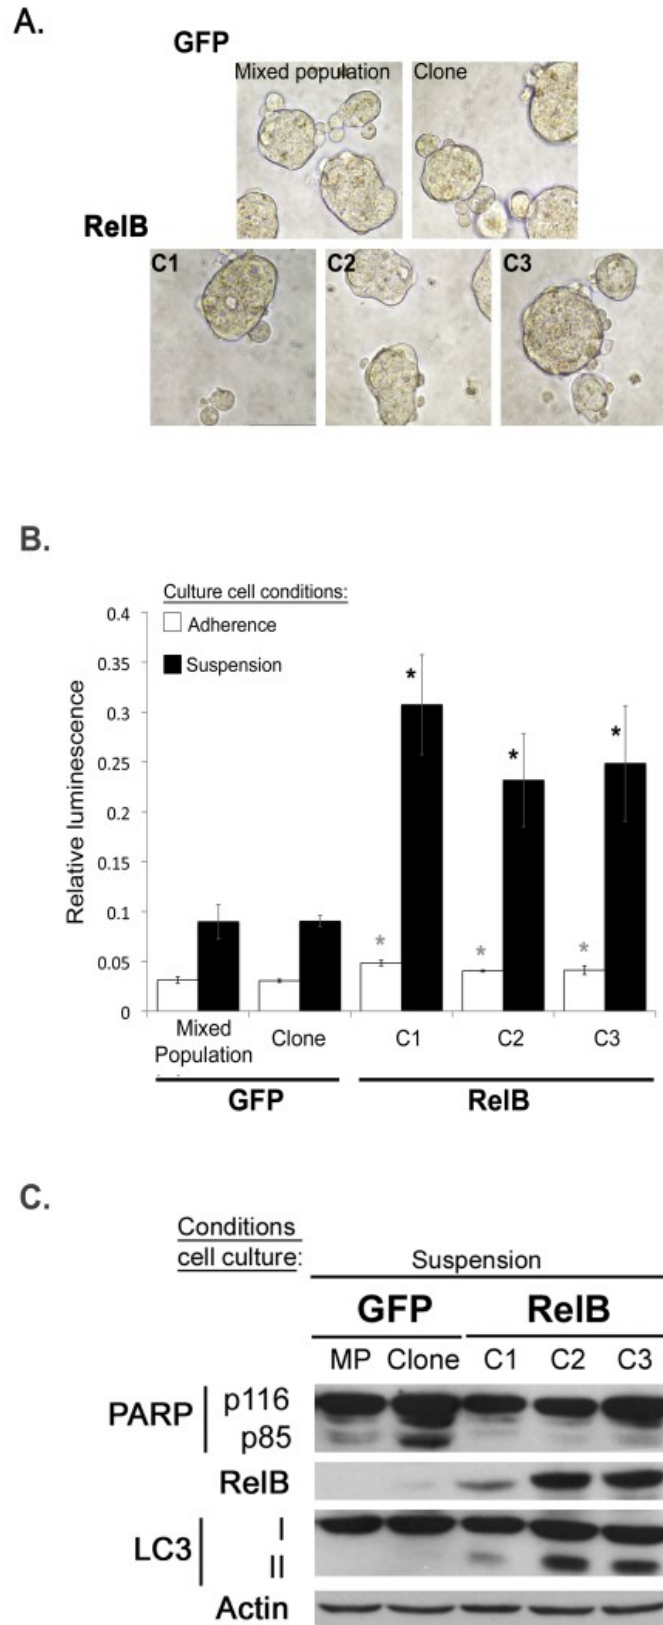 A.
GFP
Mixed population
Clone
RelB
C1
C2
C3
B.
Culture cell conditions:
Adherence
Suspension
Relative luminescence
0.4
0.35
0.3
0.25
0.2
0.15
0.1
0.05
0
*
*
*
*
*
*
Mixed Population
Clone
C1
C2
C3
GFP
RelB
C.
Conditions
cell culture:
Suspension
GFP
RelB
MP Clone C1 C2 C3
PARP
p116
p85
RelB
LC3
I
II
Actin